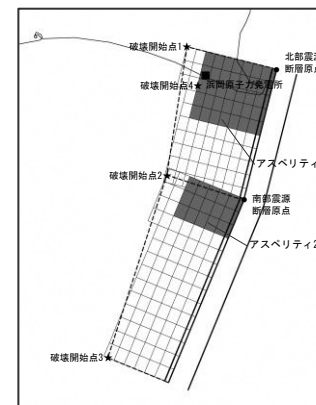 破壊開始点1
北部震源
断層原点
破壊開始点4
浜岡原子力発電所
アスペリティ1
破壊開始点2
南部震源
断層原点
アスペリティ2
破壊開始点3